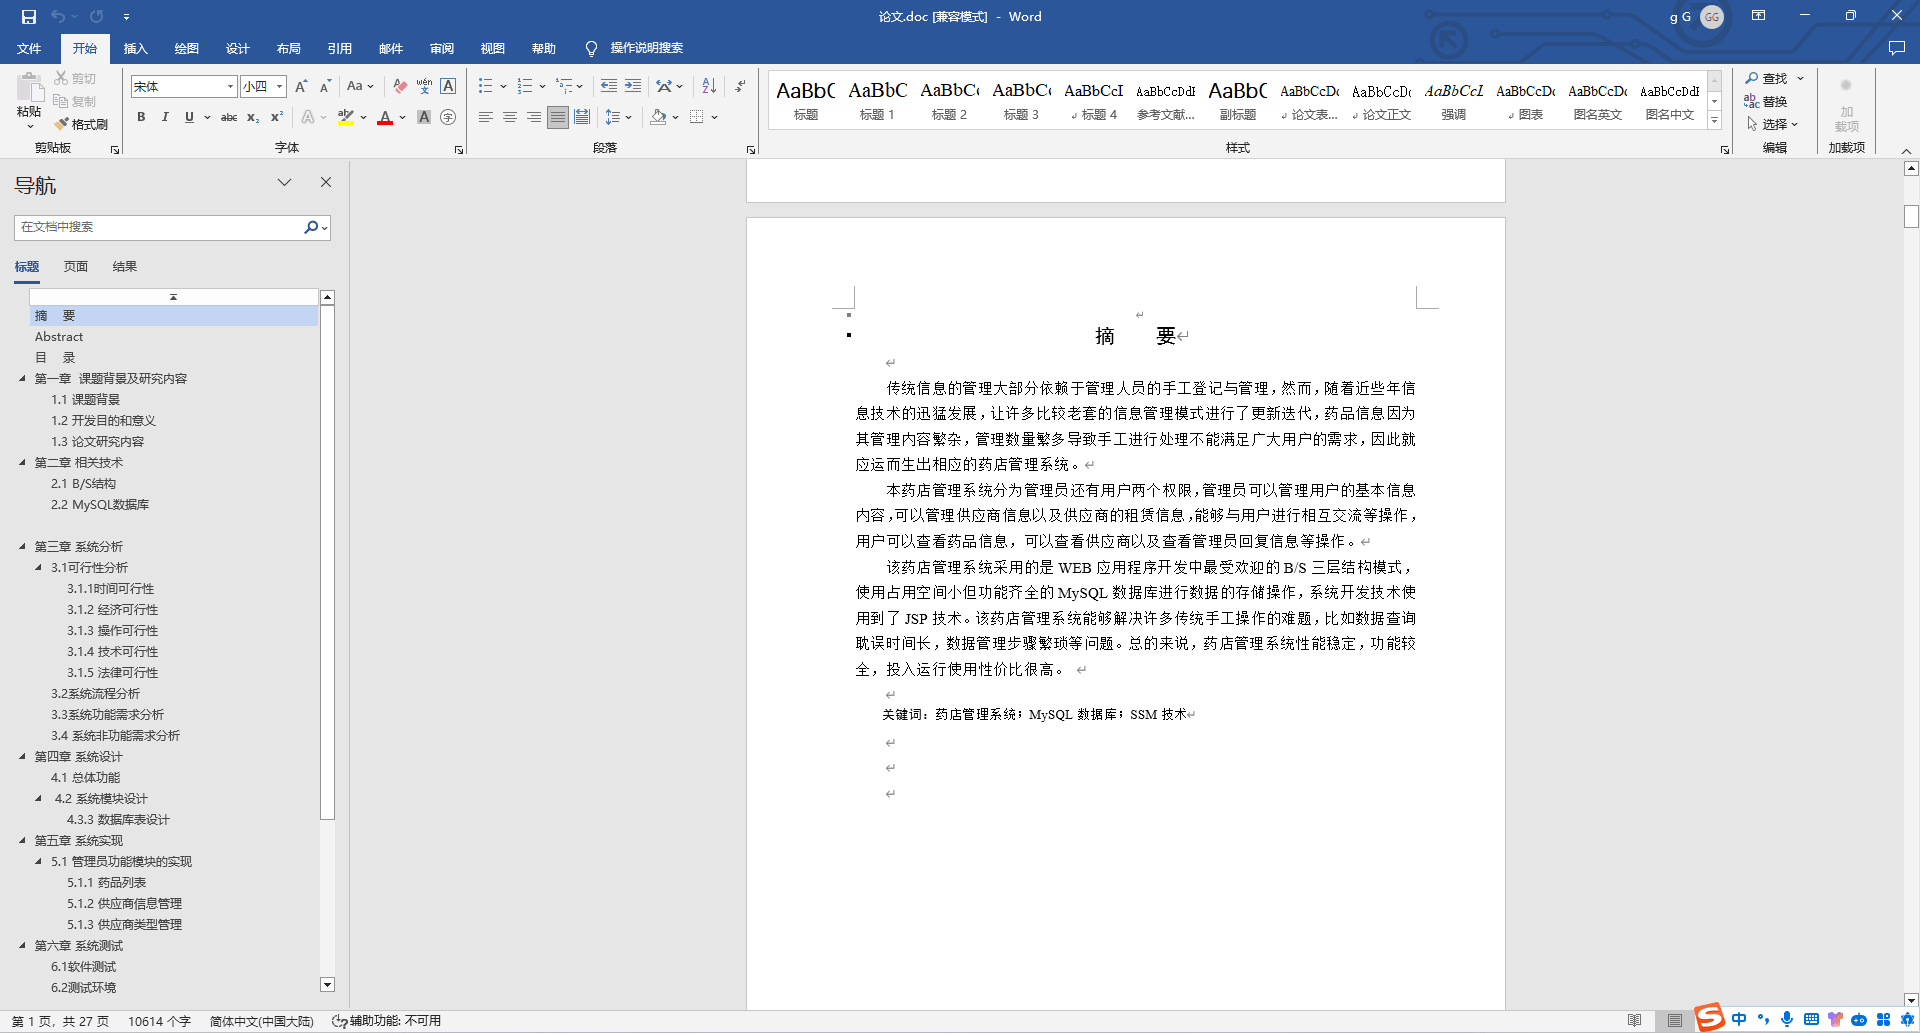 论文.doc [兼容模式] - Word
g G
GG
文件 开始 插入 绘图 设计 布局 引用 邮件 审阅 视图 帮助 操作说明搜索
粘贴
剪切
复制
格式刷
剪贴板
宋体 小四
字体
段落
AaBbC AaBbC AaBbC AaBbC AaBbCcI AaBbCcDdI AaBbC AaBbCcDc AaBbCcDc AaBbCcL AaBbCcDc AaBbCcDc AaBbCcDdI
标题 标题 1 标题 2 标题 3 标题 4 参考文献... 副标题 论文表... 论文正文 强调 图表 图名英文 图名中文
样式
查找
替换
选择
编辑
加载项
加载项
导航
在文档中搜索
标题 页面 结果
摘 要
Abstract
目 录
第一章 课题背景及研究内容
1.1 课题背景
1.2 开发目的和意义
1.3 论文研究内容
第二章 相关技术
2.1 B/S结构
2.2 MySQL数据库
第三章 系统分析
3.1可行性分析
3.1.1时间可行性
3.1.2 经济可行性
3.1.3 操作可行性
3.1.4 技术可行性
3.1.5 法律可行性
3.2系统流程分析
3.3系统功能需求分析
3.4 系统非功能需求分析
第四章 系统设计
4.1 总体功能
4.2 系统模块设计
4.3.3 数据库表设计
第五章 系统实现
5.1 管理员功能模块的实现
5.1.1 药品列表
5.1.2 供应商信息管理
5.1.3 供应商类型管理
第六章 系统测试
6.1软件测试
6.2测试环境
摘 要
传统信息的管理大部分依赖于管理人员的手工登记与管理，然而，随着近些年信
息技术的迅猛发展，让许多比较老套的信息管理模式进行了更新迭代，药品信息因为
其管理内容繁杂，管理数量繁多导致手工进行处理不能满足广大用户的需求，因此就
应运而生出相应的药店管理系统。
本药店管理系统分为管理员还有用户两个权限，管理员可以管理用户的基本信息
内容，可以管理供应商信息以及供应商的租赁信息，能够与用户进行相互交流等操作，
用户可以查看药品信息，可以查看供应商以及查看管理员回复信息等操作。
该药店管理系统采用的是 WEB 应用程序开发中最受欢迎的 B/S 三层结构模式，
使用占用空间小但功能齐全的 MySQL 数据库进行数据的存储操作，系统开发技术使
用到了 JSP 技术。该药店管理系统能够解决许多传统手工操作的难题，比如数据查询
耽误时间长，数据管理步骤繁琐等问题。总的来说，药店管理系统性能稳定，功能较
全，投入运行使用性价比很高。
关键词：药店管理系统；MySQL 数据库；SSM 技术
第 1 页，共 27 页 10614 个字 简体中文(中国大陆) 辅助功能: 不可用
中